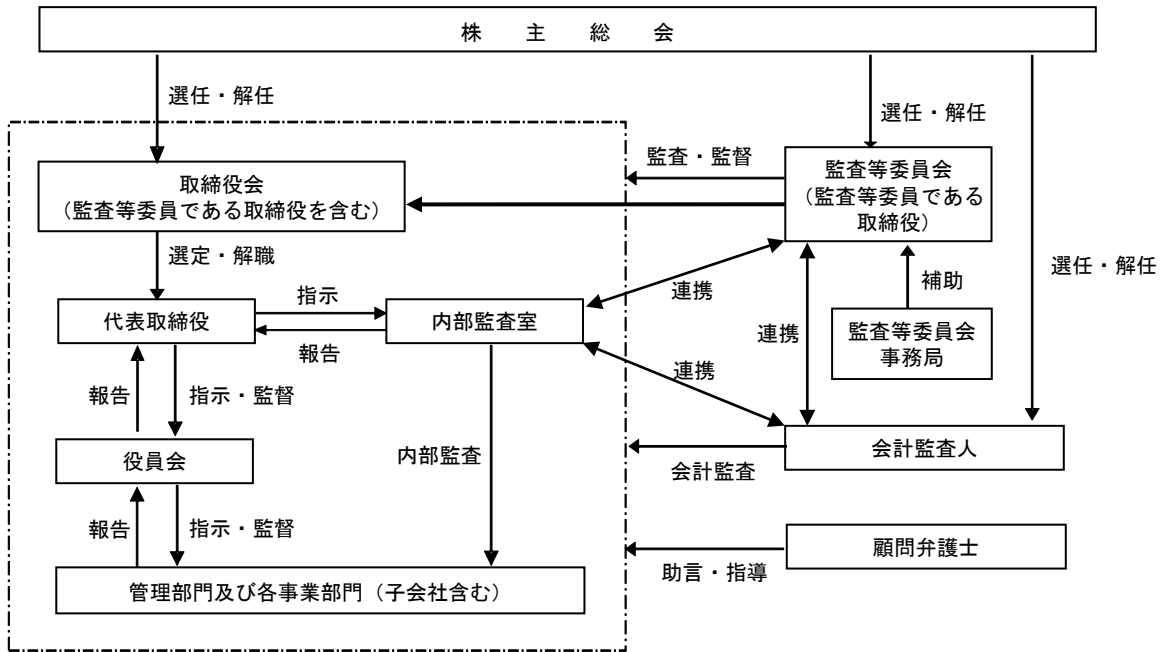 株主総会
選任・解任
選任・解任
監査・監督
監査等委員会
（監査等委員である
取締役）
取締役会
（監査等委員である取締役を含む）
選定・解職
選任・解任
補助
連携
指示
代表取締役
内部監査室
報告
連携
監査等委員会
事務局
連携
報告
指示・監督
役員会
内部監査
会計監査人
会計監査
報告
指示・監督
顧問弁護士
助言・指導
管理部門及び各事業部門（子会社含む）